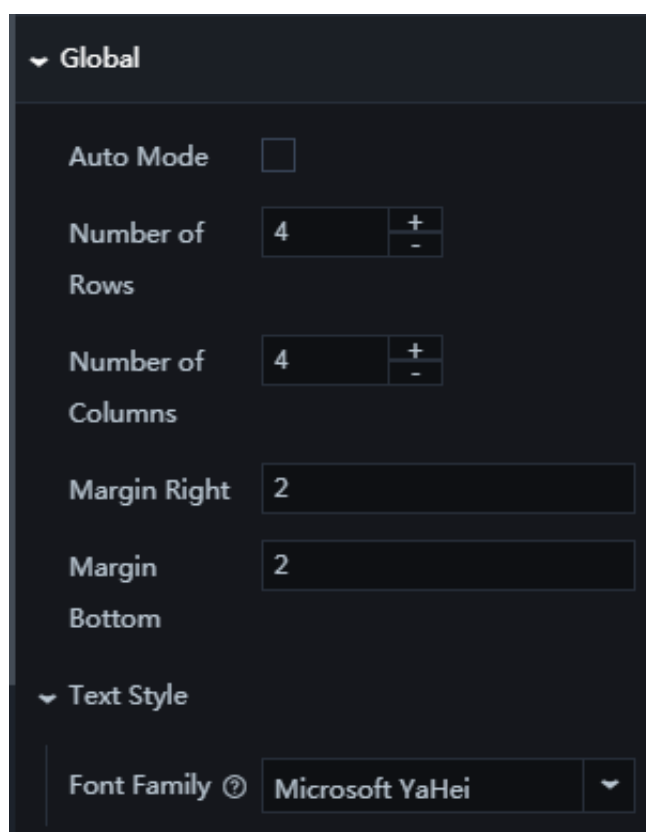 Global
Auto Mode
Number of Rows
4
+
-
Number of Columns
4
+
-
Margin Right
2
Margin Bottom
2
Text Style
Font Family
?
Microsoft YaHei